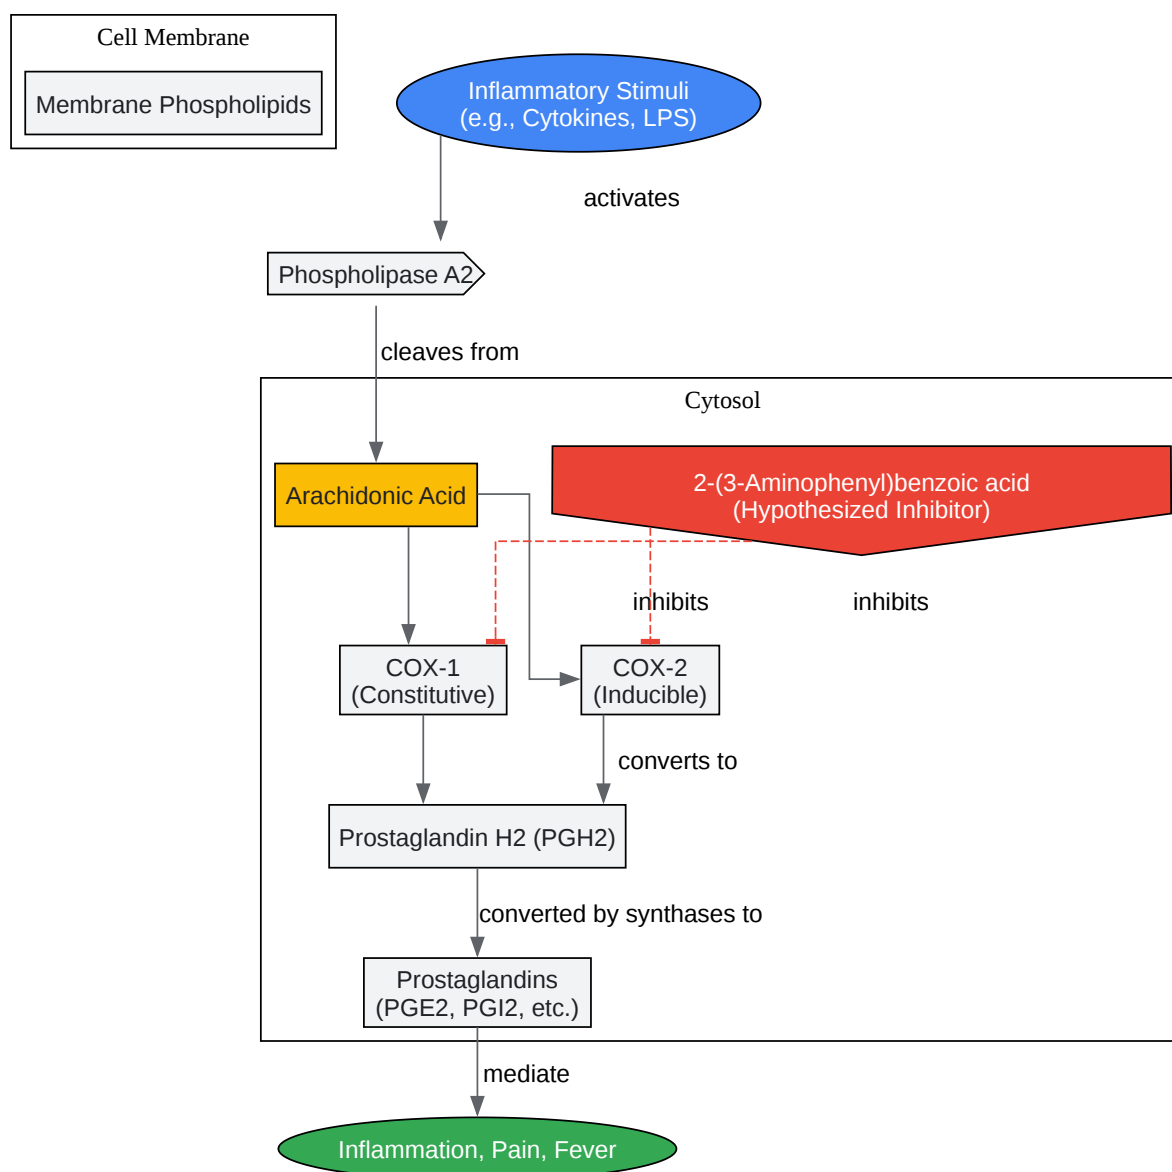 Cell Membrane
Membrane Phospholipids
Inflammatory Stimuli
(e.g., Cytokines, LPS)
activates
Phospholipase A2
cleaves from
Cytosol
Arachidonic Acid
2-(3-Aminophenyl)benzoic acid
(Hypothesized Inhibitor)
inhibits
inhibits
COX-1
(Constitutive)
COX-2
(Inducible)
converts to
Prostaglandin H2 (PGH2)
converted by synthases to
Prostaglandins
(PGE2, PGI2, etc.)
mediate
Inflammation, Pain, Fever